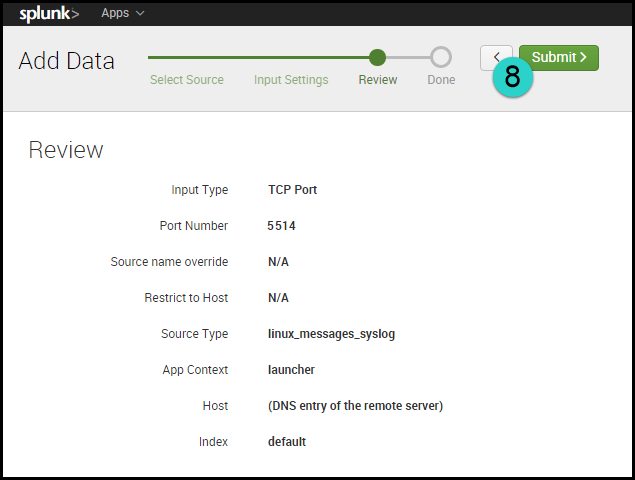 splunk> Apps
Add Data
Select Source Input Settings Review Done
< Submit >
8
Review
Input Type TCP Port
Port Number 5514
Source name override N/A
Restrict to Host N/A
Source Type linux_messages_syslog
App Context launcher
Host (DNS entry of the remote server)
Index default